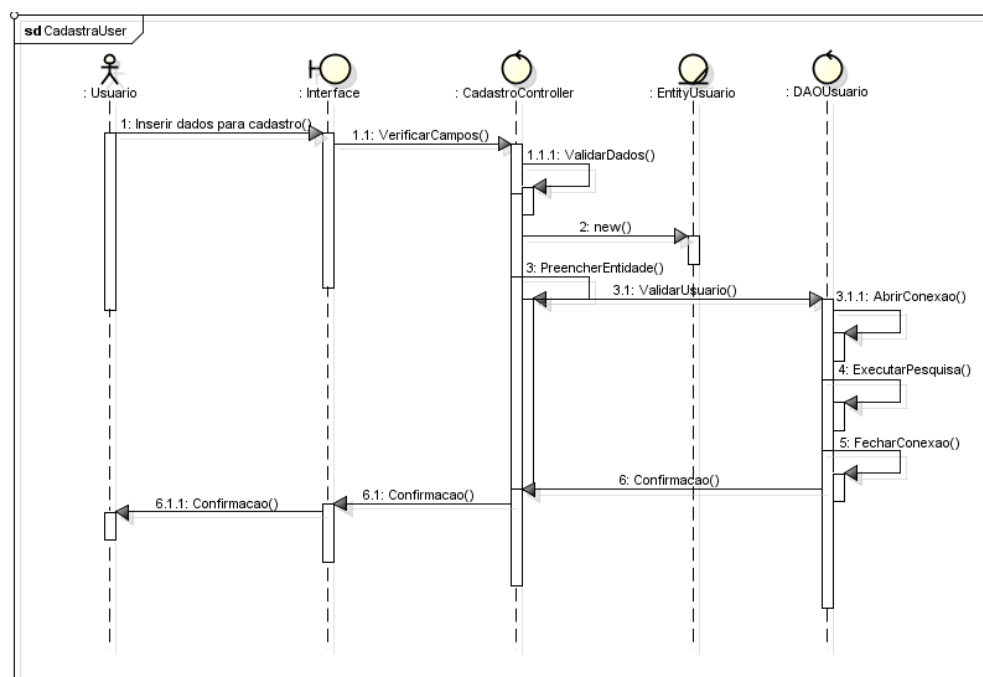 sd CadastraUser
: Usuario
: Interface
: CadastroController
: EntityUsuario
: DAOUsuario
1: Inserir dados para cadastro()
1.1: VerificarCampos()
1.1.1: ValidarDados()
2: new()
3: PreencherEntidade()
3.1: ValidarUsuario()
3.1.1: AbrirConexao()
4: ExecutarPesquisa()
5: FecharConexao()
6: Confirmacao()
6.1: Confirmacao()
6.1.1: Confirmacao()